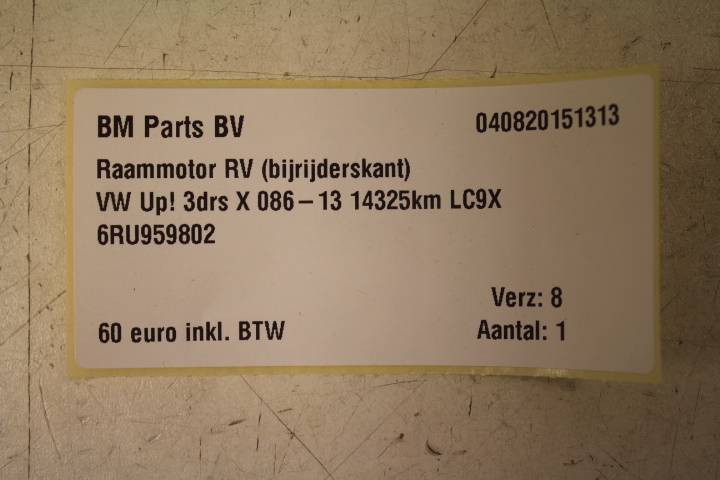 BM Parts BV 040820151313
Raammotor RV (bijrijderskant)
VW Up! 3drs X 086 – 13 14325km LC9X
6RU959802
Verz: 8
60 euro inkl. BTW Aantal: 1